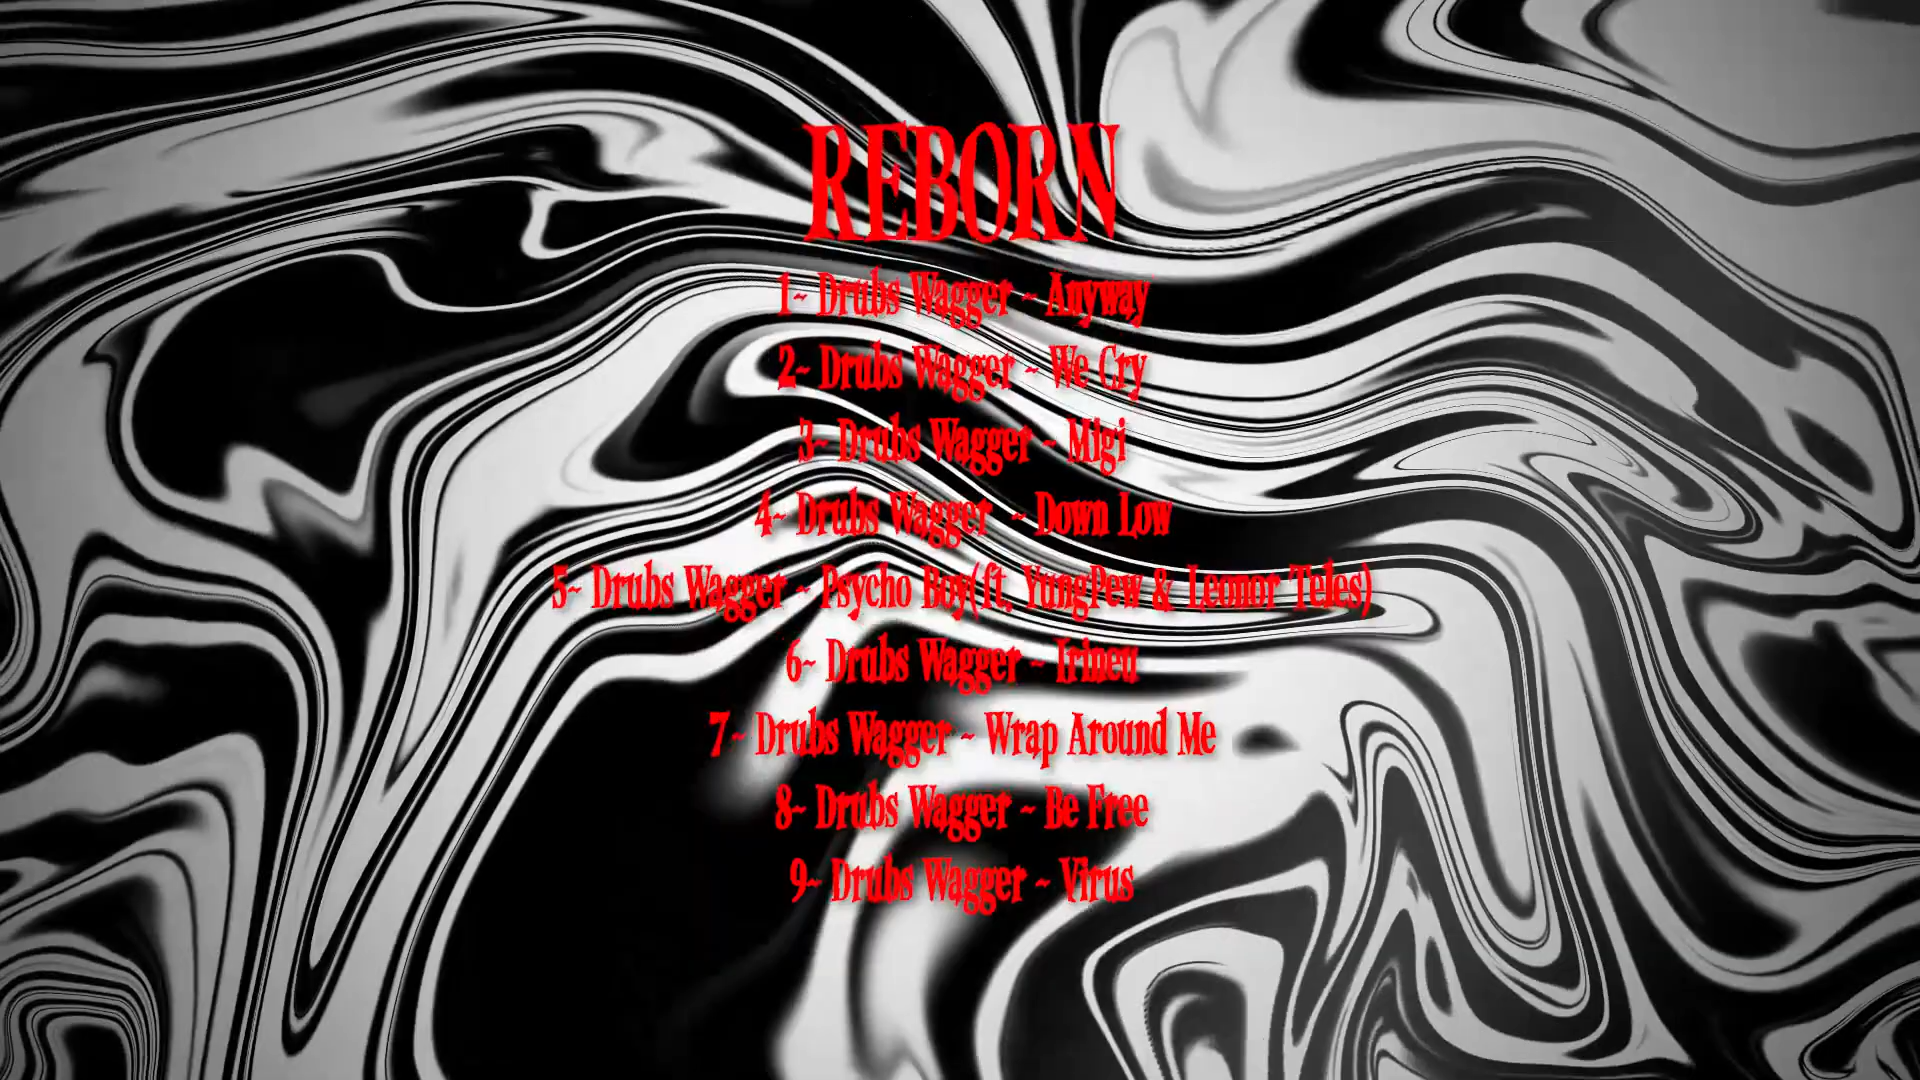 REBORN
1- Drubs Wagger - Anyway
2- Drubs Wagger - We Cry
3- Drubs Wagger - Migi
4- Drubs Wagger - Down Low
5- Drubs Wagger - Psycho Boy(ft. YungPew & Leonor Teles)
6- Drubs Wagger - Irineu
7- Drubs Wagger - Wrap Around Me
8- Drubs Wagger - Be Free
9- Drubs Wagger - Virus